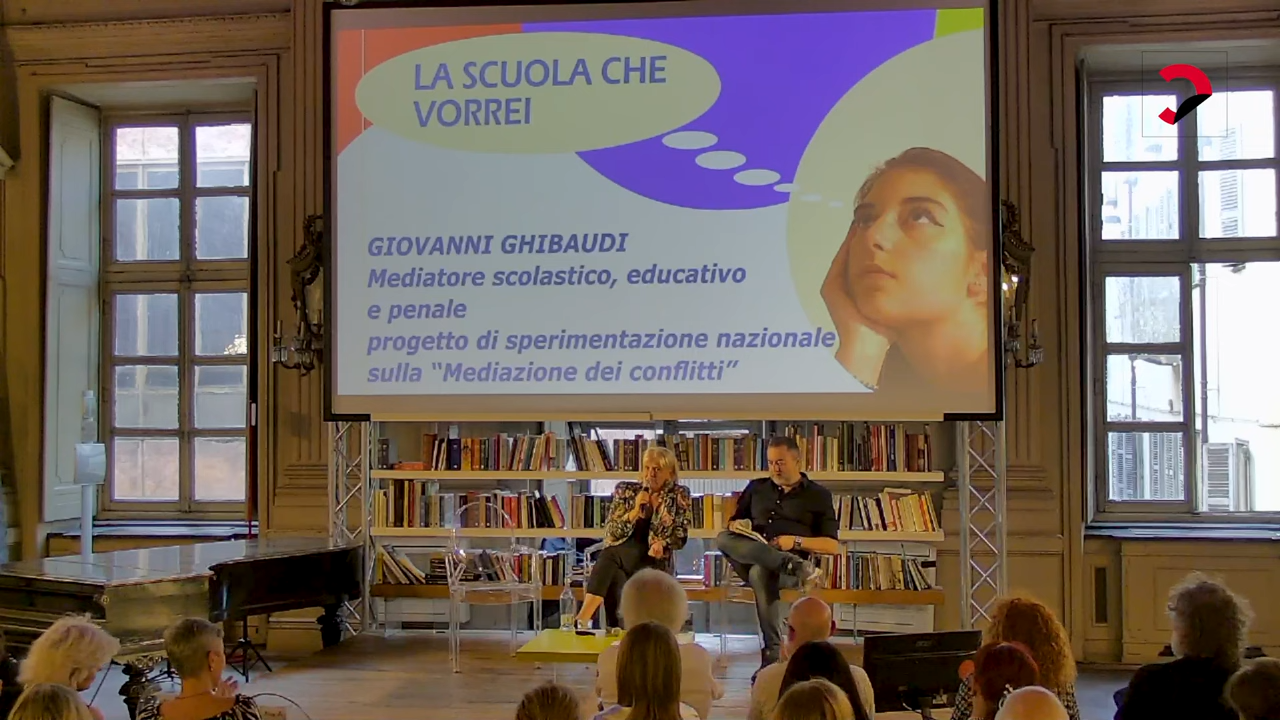 LA SCUOLA CHE
VORREI
GIOVANNI GHIBAUDI
Mediatore scolastico, educativo
e penale
progetto di sperimentazione nazionale
sulla “Mediazione dei conflitti”